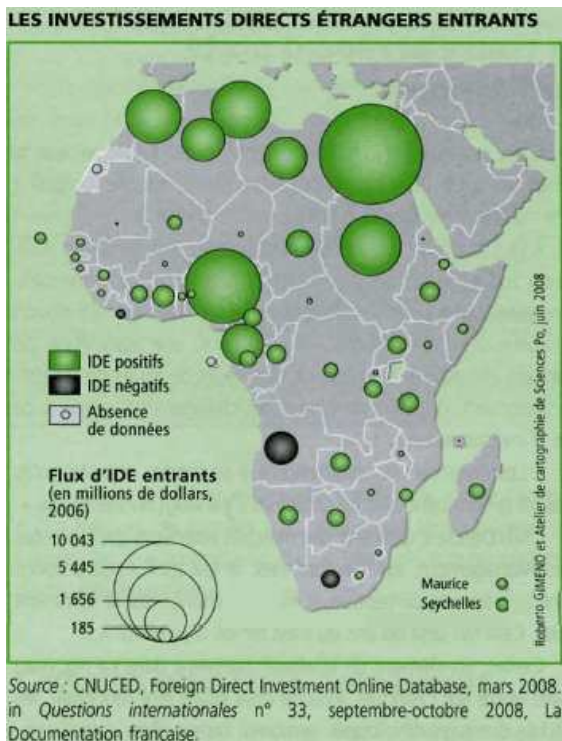 LES INVESTISSEMENTS DIRECTS ÉTRANGERS ENTRANTS
IDE positifs
IDE négatifs
Absence
de données
Flux d'IDE entrants
(en millions de dollars,
2006)
10 043
5 445
1 656
185
Maurice
Seychelles
Roberto GIMENO et Atelier de cartographie de Sciences Po, juin 2008
Source : CNUCED, Foreign Direct Investment Online Database, mars 2008.
in Questions internationales n° 33, septembre-octobre 2008, La
Documentation française.